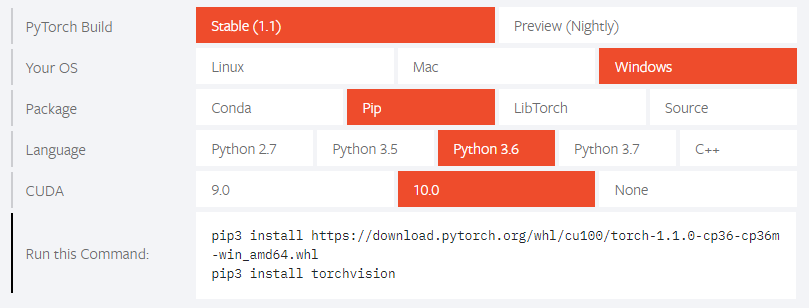 PyTorch Build Stable (1.1) Preview (Nightly)
Your OS Linux Mac Windows
Package Conda Pip LibTorch Source
Language Python 2.7 Python 3.5 Python 3.6 Python 3.7 C++
CUDA 9.0 10.0 None
Run this Command:
pip3 install https://download.pytorch.org/whl/cu100/torch-1.1.0-cp36-cp36m
-win_amd64.whl
pip3 install torchvision